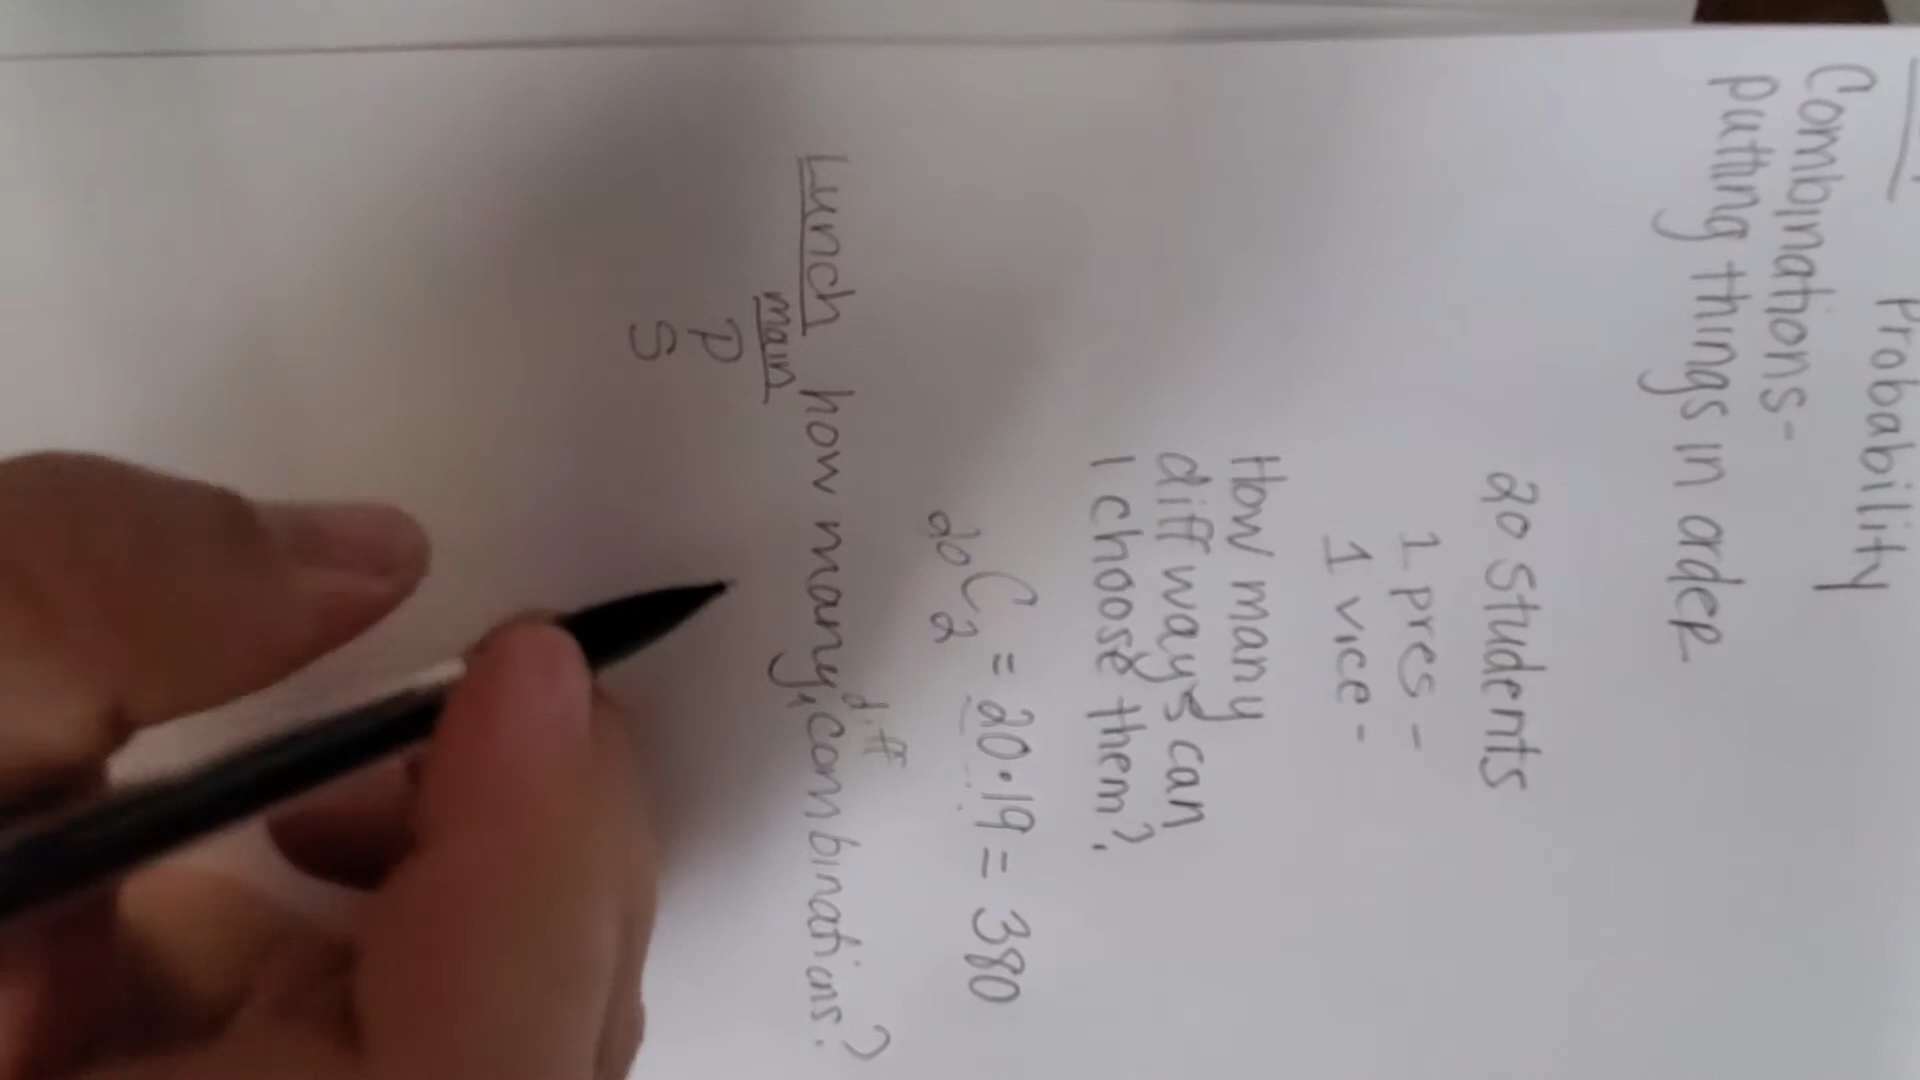 Probability
Combinations-
putting things in order
20 students
1 pres -
1 vice -
How many
diff ways can
I choose them?
20C2 = 20·19 = 380
Lunch how many diff combinations?
main
P
S